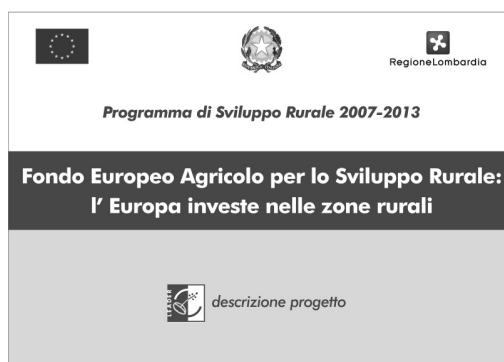 RegioneLombardia
Programma di Sviluppo Rurale 2007-2013
Fondo Europeo Agricolo per lo Sviluppo Rurale:
l' Europa investe nelle zone rurali
LEADER
descrizione progetto